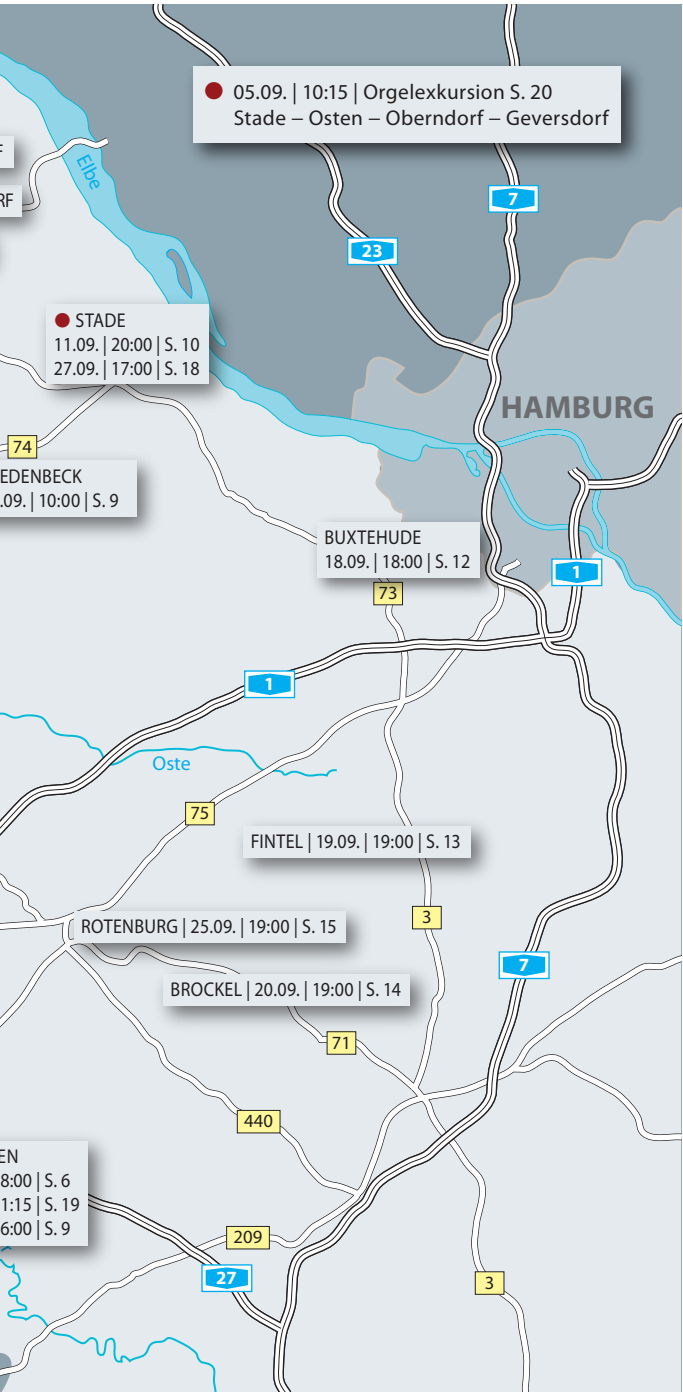 05.09. | 10:15 | Orgelexkursion S. 20
Stade – Osten – Oberndorf – Geversdorf
F
RF
Elbe
7
23
STADE
11.09. | 20:00 | S. 10
27.09. | 17:00 | S. 18
HAMBURG
74
EDENBECK
.09. | 10:00 | S. 9
BUXTEHUDE
18.09. | 18:00 | S. 12
1
73
1
Oste
75
FINTEL | 19.09. | 19:00 | S. 13
3
ROTENBURG | 25.09. | 19:00 | S. 15
7
BROCKEL | 20.09. | 19:00 | S. 14
71
440
EN
8:00 | S. 6
1:15 | S. 19
6:00 | S. 9
209
27
3